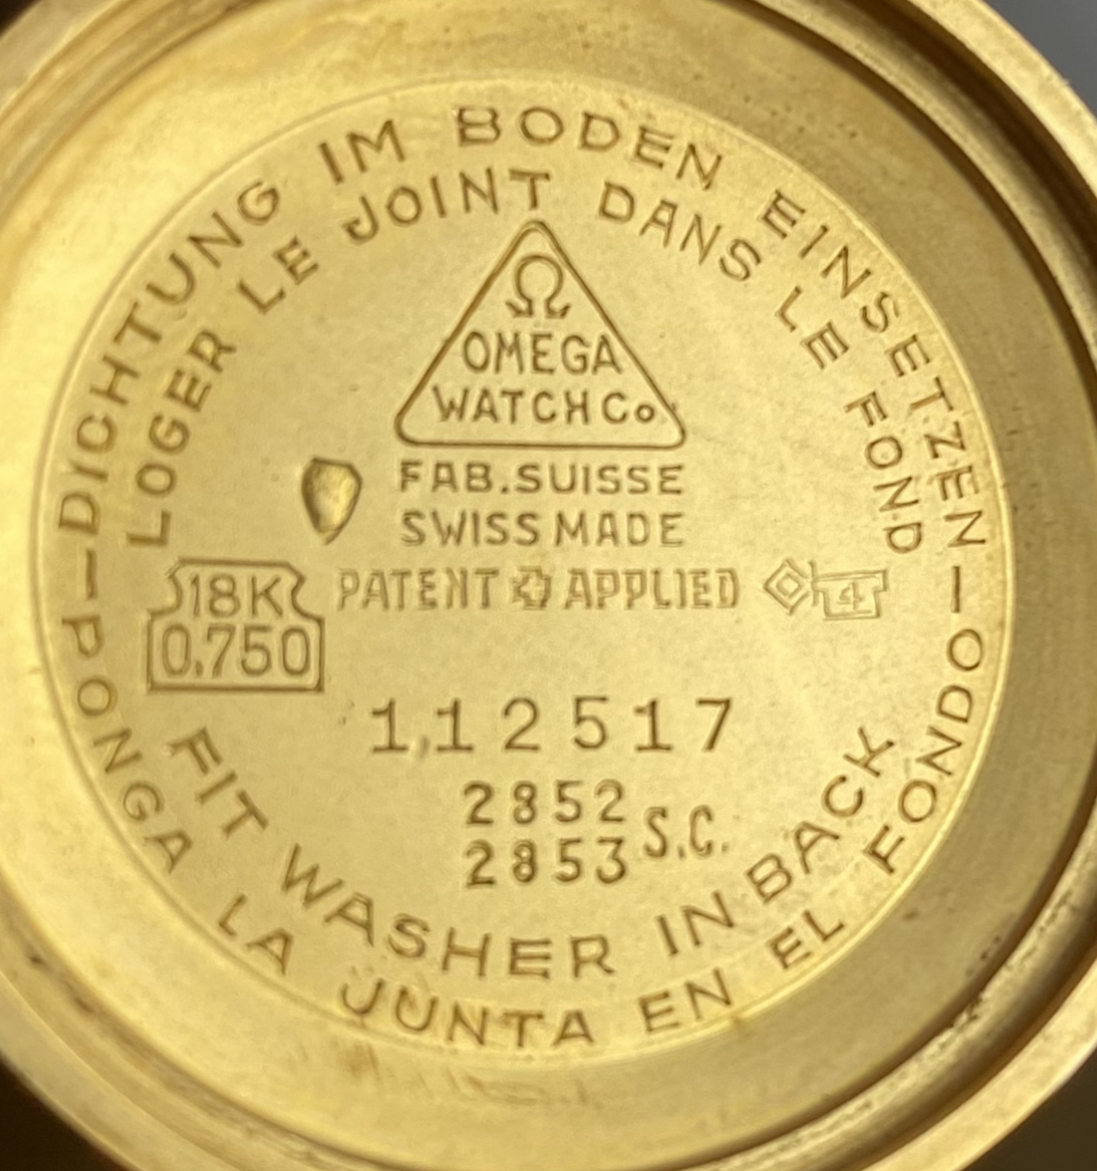 DICHTUNG IM BODEN EINSETZEN
LOGER LE JOINT DANS LE FOND
Ω
OMEGA
WATCH Co
FAB. SUISSE
SWISS MADE
PATENT APPLIED
4
18K
0,750
112517
2852
2853
S.C.
FIT WASHER IN BACK
PONGA LA JUNTA EN EL FONDO